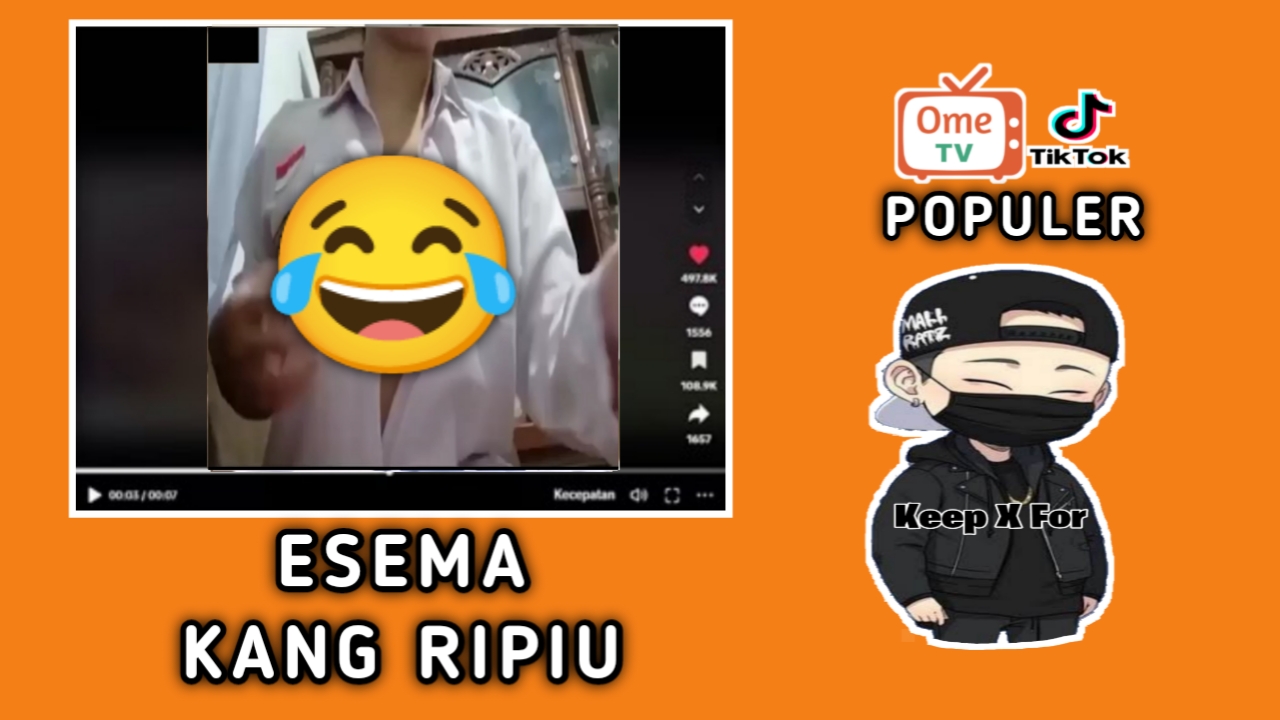 497.8K
1556
108.9K
1657
00:03 / 00:07
Kecepatan
ESEMA
KANG RIPIU
Ome
TV
TikTok
POPULER
MALL
RATZ
Keep X For